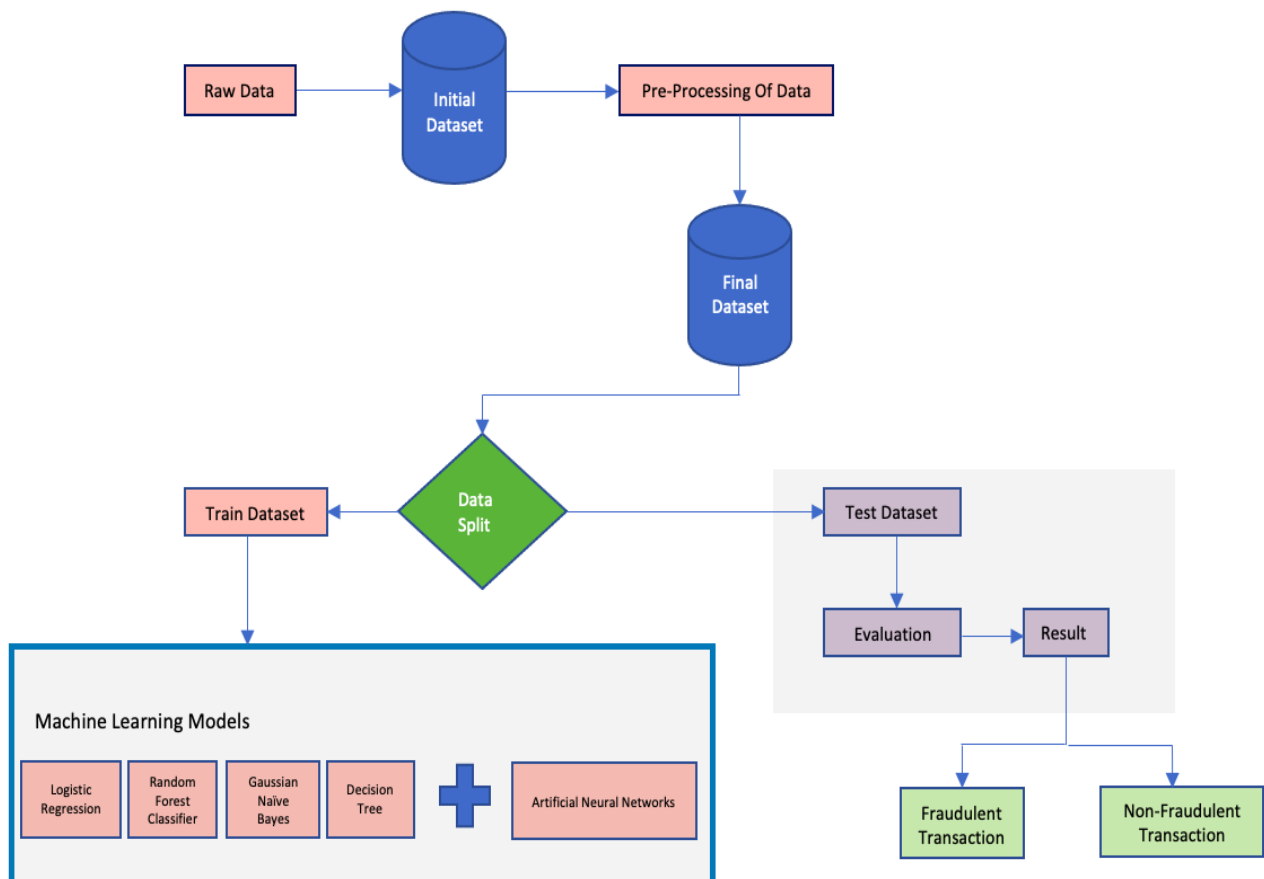 Raw Data
Initial
Dataset
Pre-Processing Of Data
Final
Dataset
Data
Split
Train Dataset
Test Dataset
Evaluation
Result
Machine Learning Models
Logistic
Regression
Random
Forest
Classifier
Gaussian
Naïve
Bayes
Decision
Tree
Artificial Neural Networks
Fraudulent
Transaction
Non-Fraudulent
Transaction